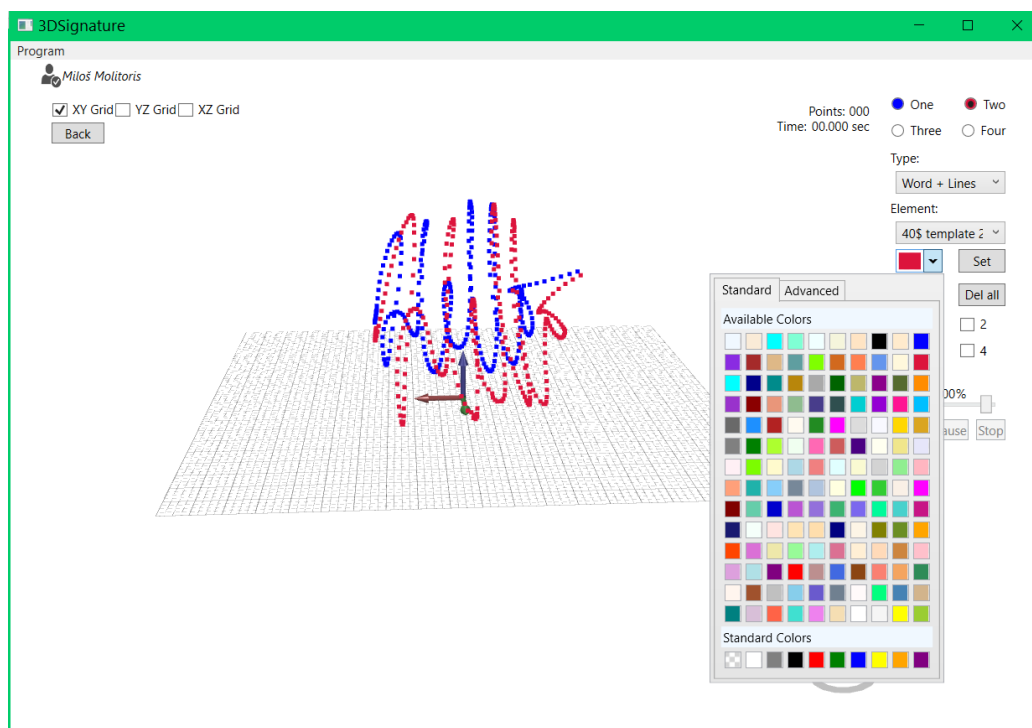 3DSignature
Program
Miloš Molitoris
XY Grid YZ Grid XZ Grid
Back
Points: 000
Time: 00.000 sec
One Two
Three Four
Type:
Word + Lines
Element:
40$ template 2
Set
Standard Advanced
Del all
Available Colors
2
4
00%
ause Stop
Standard Colors